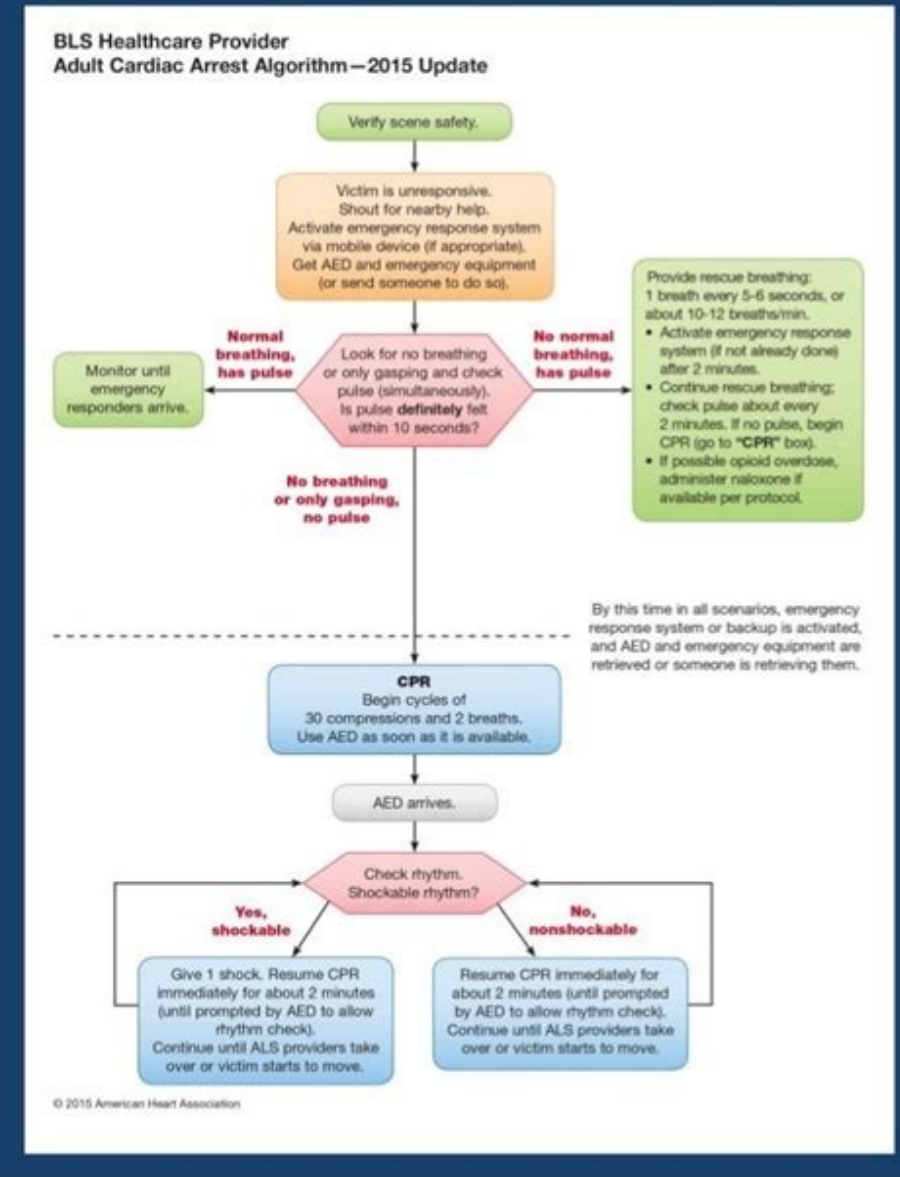 BLS Healthcare Provider
Adult Cardiac Arrest Algorithm—2015 Update
Verify scene safety.
Victim is unresponsive.
Shout for nearby help.
Activate emergency response system
via mobile device (if appropriate).
Get AED and emergency equipment
(or send someone to do so).
Normal
breathing,
has pulse
Look for no breathing
or only gasping and check
pulse (simultaneously).
Is pulse definitely felt
within 10 seconds?
No normal
breathing,
has pulse
Monitor until
emergency
responders arrive.
Provide rescue breathing:
1 breath every 5-6 seconds, or
about 10-12 breaths/min.
• Activate emergency response
system (if not already done)
after 2 minutes.
• Continue rescue breathing;
check pulse about every
2 minutes. If no pulse, begin
CPR (go to "CPR" box).
• If possible opioid overdose,
administer naloxone if
available per protocol.
No breathing
or only gasping,
no pulse
By this time in all scenarios, emergency
response system or backup is activated,
and AED and emergency equipment are
retrieved or someone is retrieving them.
CPR
Begin cycles of
30 compressions and 2 breaths.
Use AED as soon as it is available.
AED arrives.
Check rhythm.
Shockable rhythm?
Yes,
shockable
No,
nonshockable
Give 1 shock. Resume CPR
immediately for about 2 minutes
(until prompted by AED to allow
rhythm check).
Continue until ALS providers take
over or victim starts to move.
Resume CPR immediately for
about 2 minutes (until prompted
by AED to allow rhythm check).
Continue until ALS providers take
over or victim starts to move.
© 2015 American Heart Association